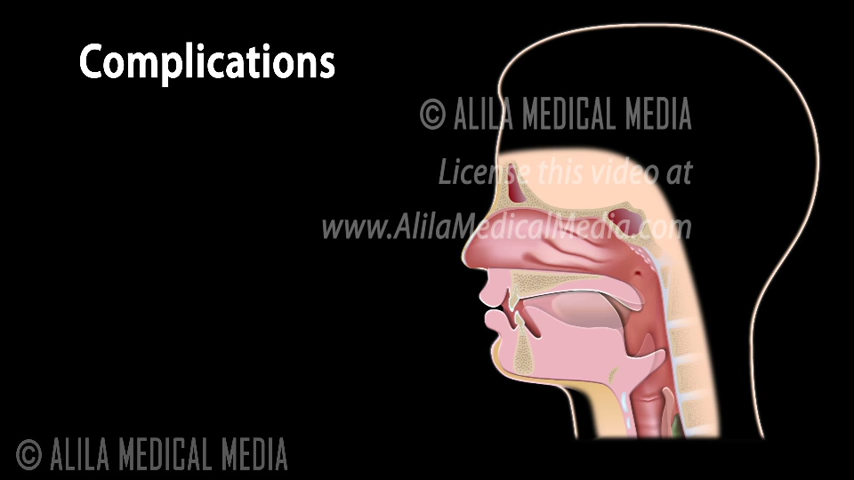 Complications
© ALILA MEDICAL MEDIA
License this video at
www.AlilaMedicalMedia.com
© ALILA MEDICAL MEDIA